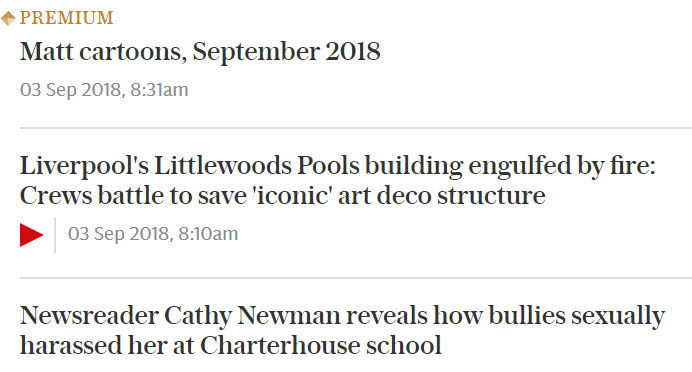 PREMIUM
Matt cartoons, September 2018
03 Sep 2018, 8:31am
Liverpool's Littlewoods Pools building engulfed by fire:
Crews battle to save 'iconic' art deco structure
03 Sep 2018, 8:10am
Newsreader Cathy Newman reveals how bullies sexually
harassed her at Charterhouse school